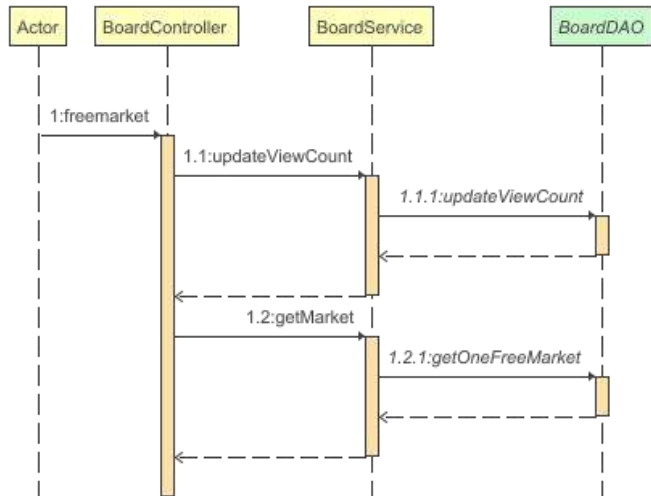 Actor
BoardController
BoardService
BoardDAO
1:freemarket
1.1:updateViewCount
1.1.1:updateViewCount
1.2:getMarket
1.2.1:getOneFreeMarket